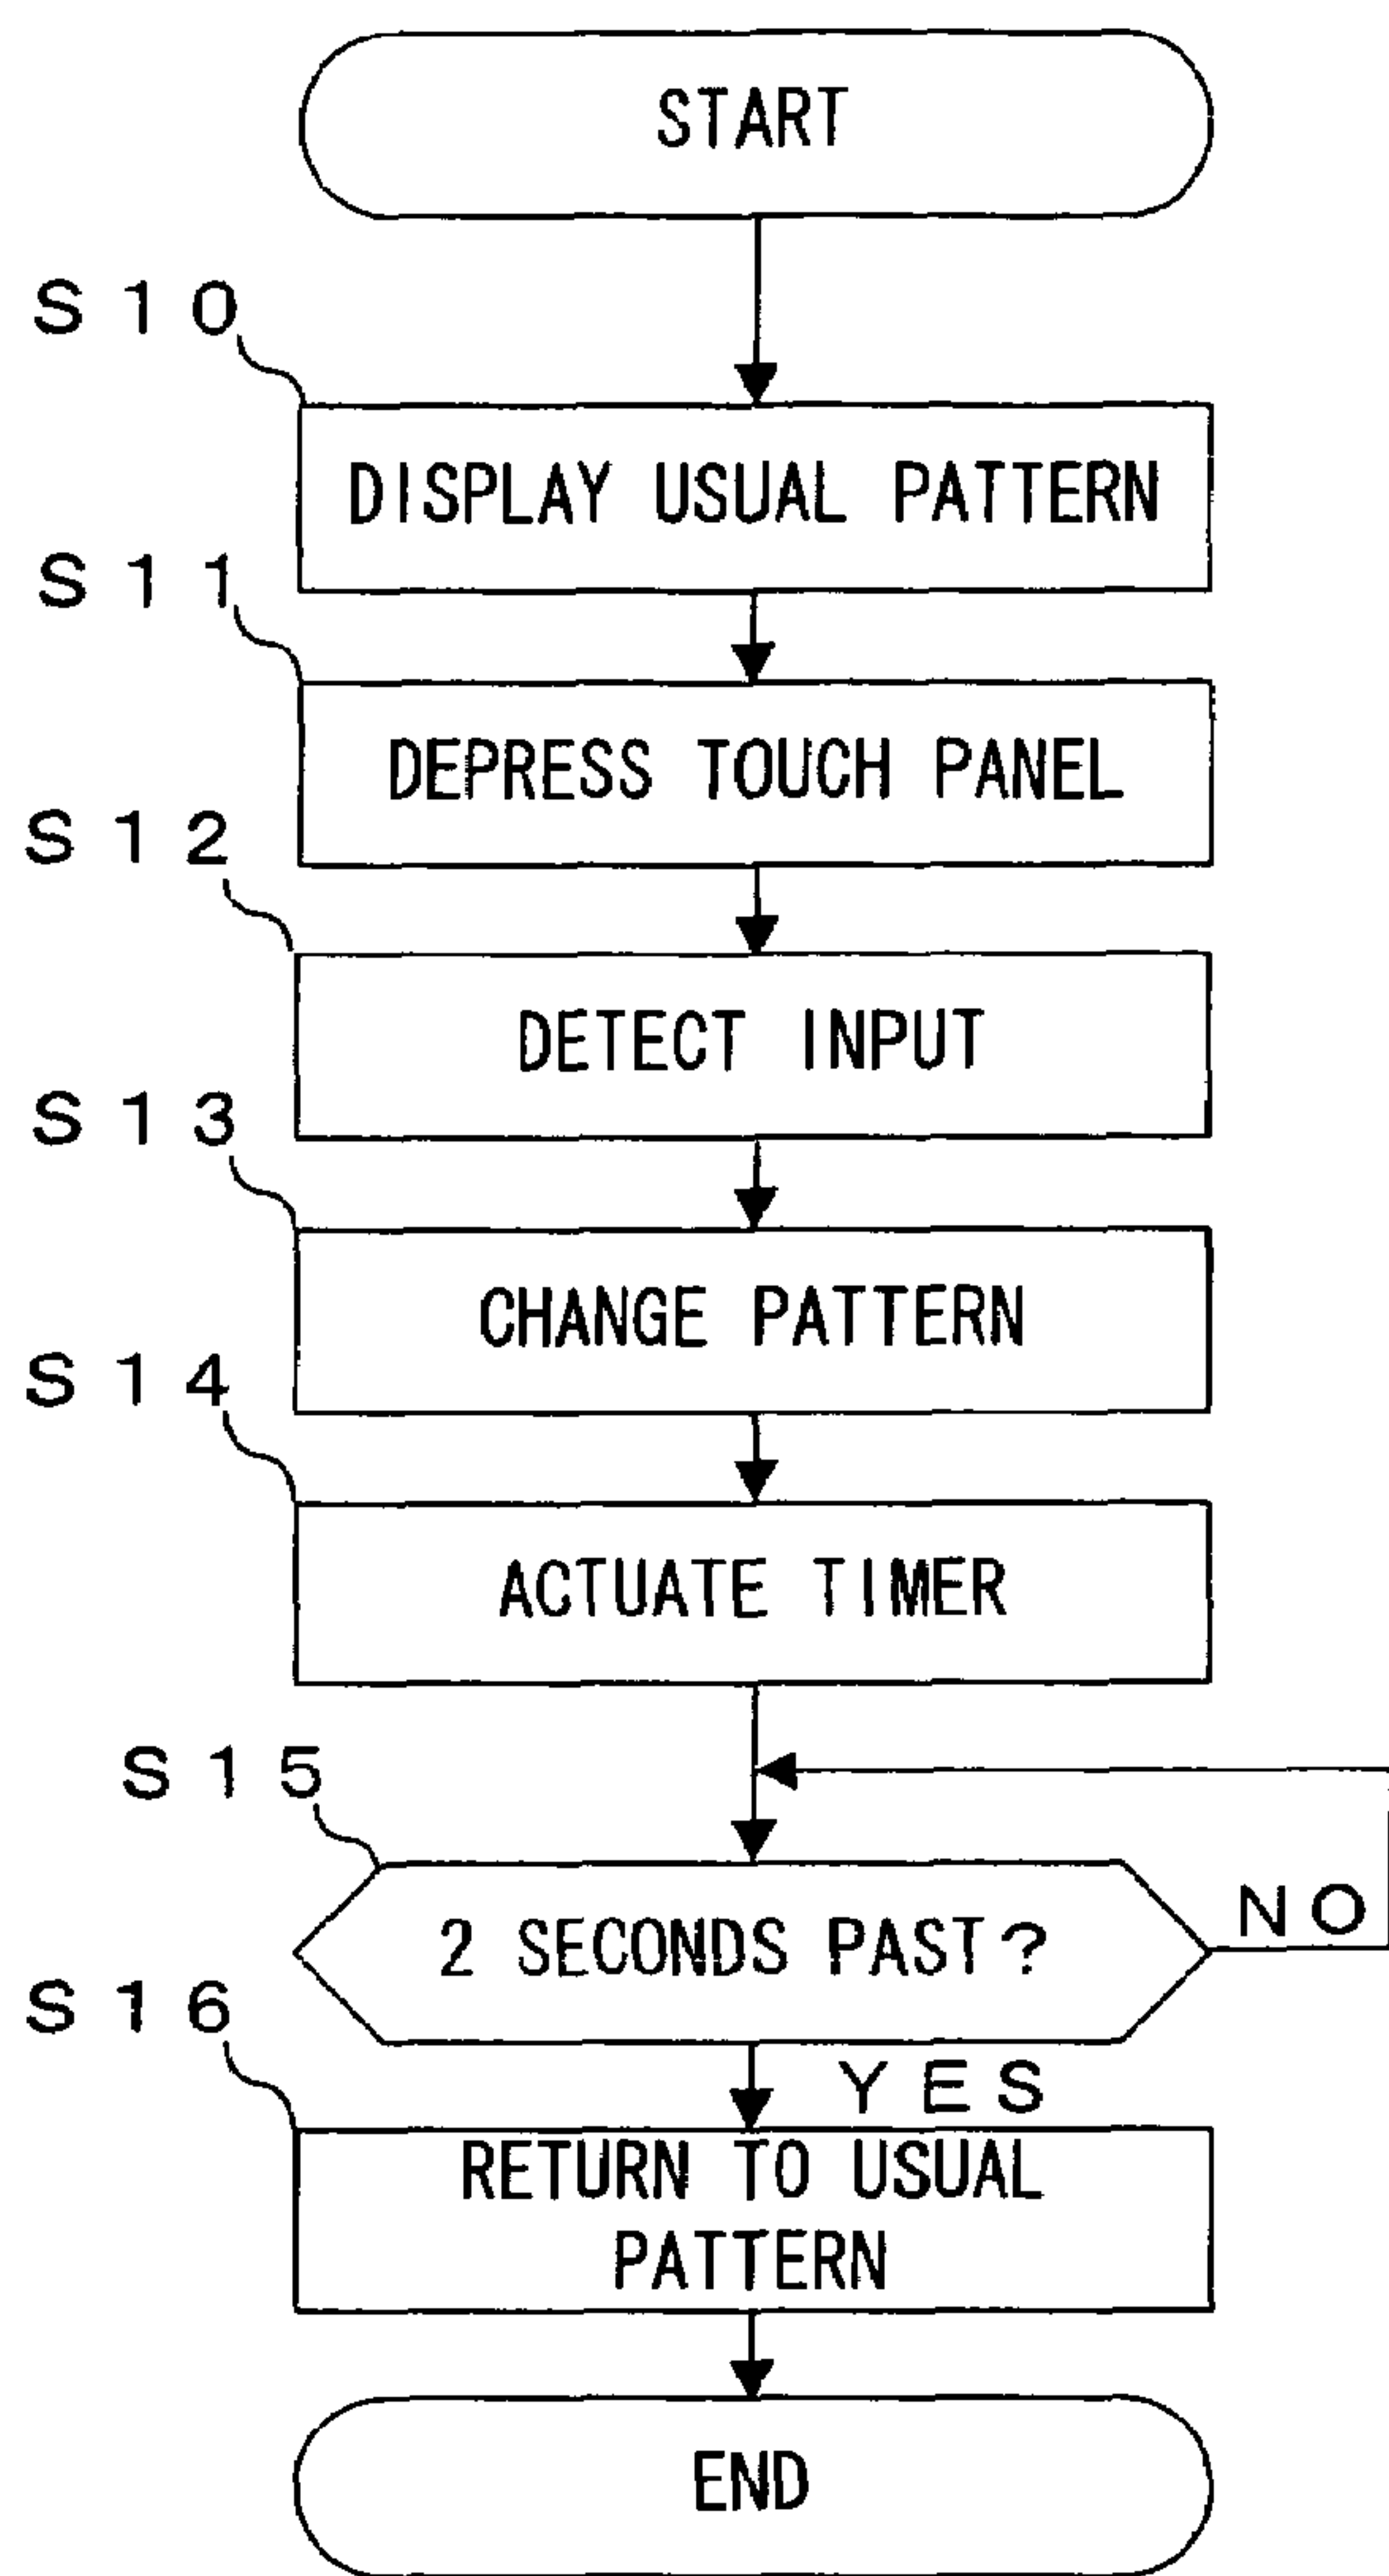 START
S10
DISPLAY USUAL PATTERN
S11
DEPRESS TOUCH PANEL
S12
DETECT INPUT
S13
CHANGE PATTERN
S14
ACTUATE TIMER
S15
2 SECONDS PAST?
NO
YES
S16
RETURN TO USUAL
PATTERN
END